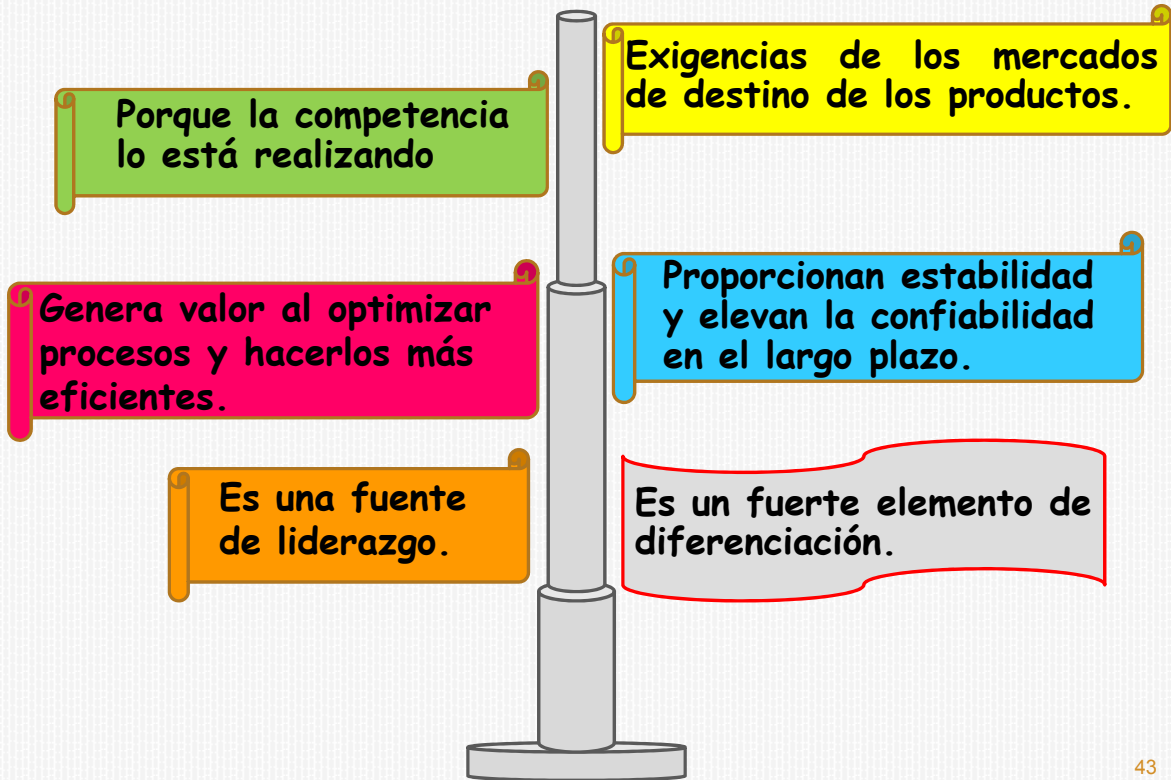 Exigencias de los mercados
de destino de los productos.
Porque la competencia
lo está realizando
Proporcionan estabilidad
y elevan la confiabilidad
en el largo plazo.
Genera valor al optimizar
procesos y hacerlos más
eficientes.
Es una fuente
de liderazgo.
Es un fuerte elemento de
diferenciación.
43